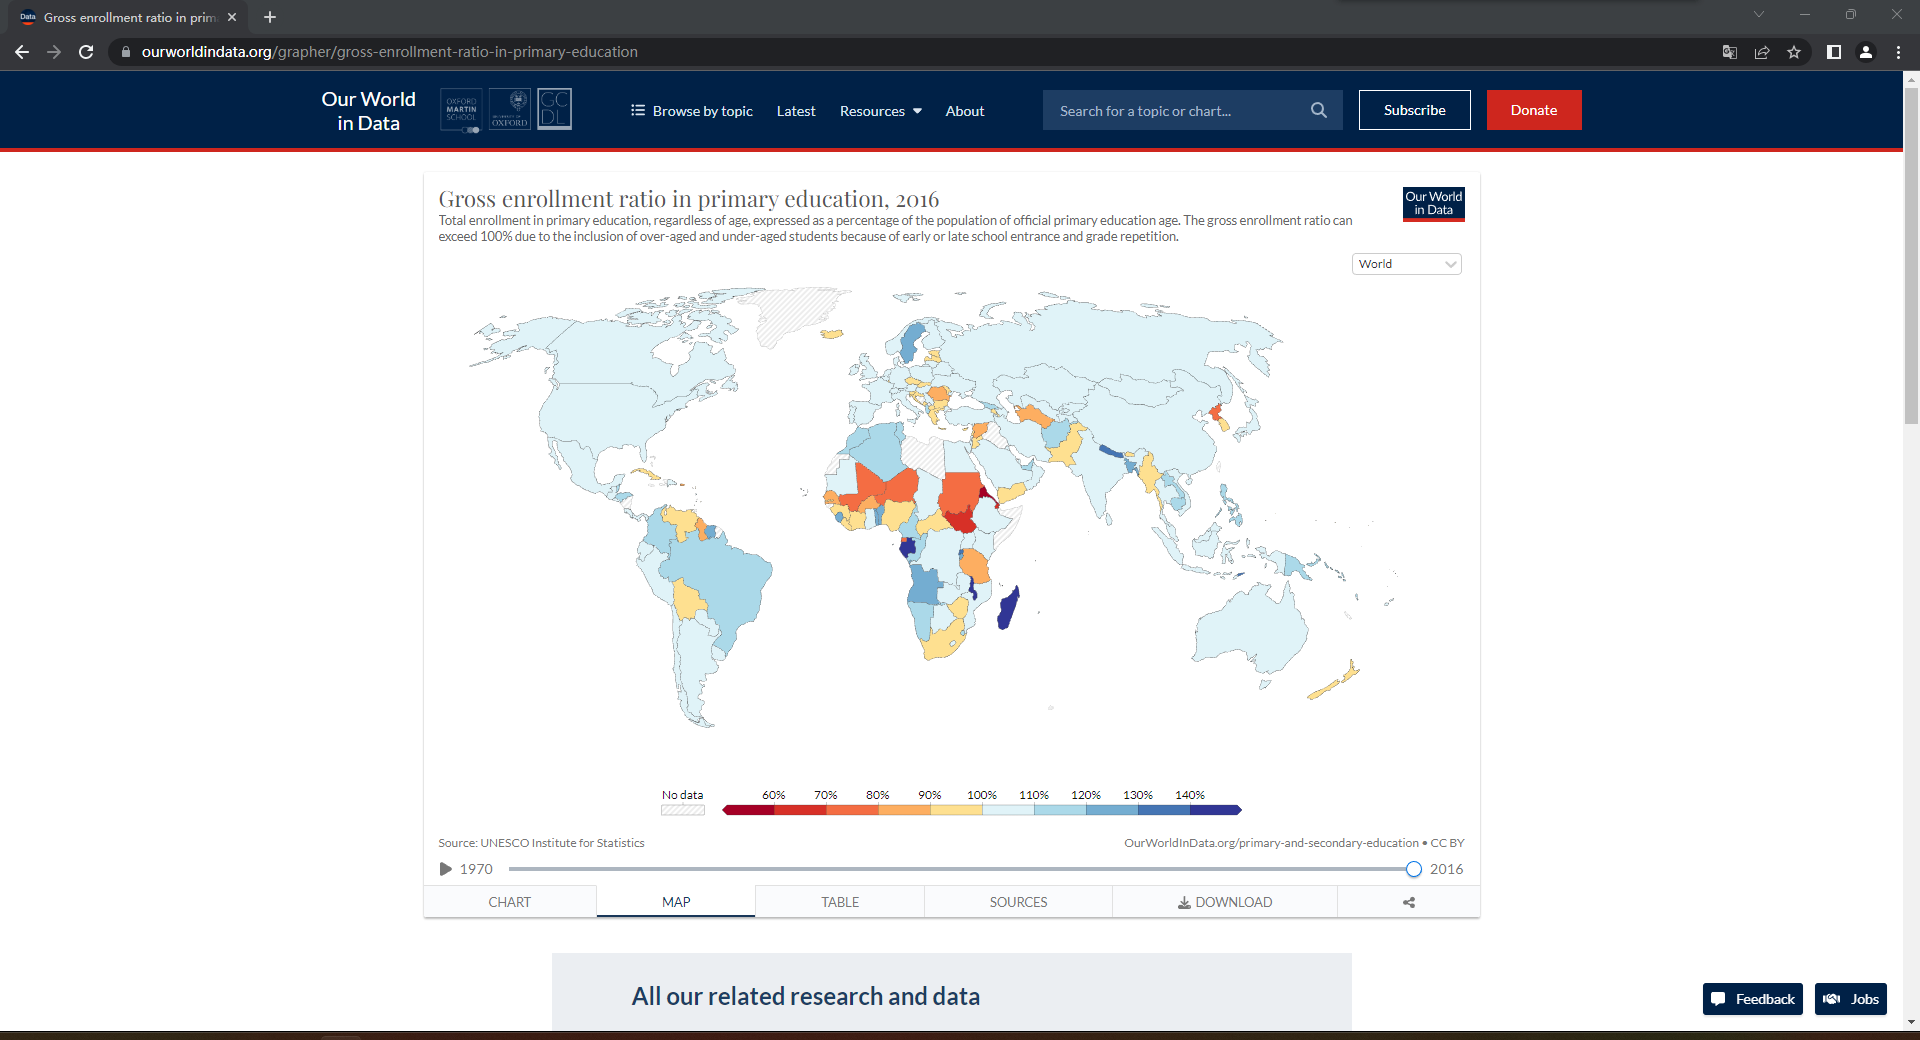 Data
Gross enrollment ratio in prim
ourworldindata.org/grapher/gross-enrollment-ratio-in-primary-education
Our World
in Data
OXFORD
MARTIN
SCHOOL
UNIVERSITY OF
OXFORD
GC
DL
Browse by topic
Latest
Resources
About
Search for a topic or chart...
Subscribe
Donate
Gross enrollment ratio in primary education, 2016
Total enrollment in primary education, regardless of age, expressed as a percentage of the population of official primary education age. The gross enrollment ratio can
exceed 100% due to the inclusion of over-aged and under-aged students because of early or late school entrance and grade repetition.
Our World
in Data
World
No data
60% 70% 80% 90% 100% 110% 120% 130% 140%
Source: UNESCO Institute for Statistics
OurWorldInData.org/primary-and-secondary-education • CC BY
1970
2016
CHART
MAP
TABLE
SOURCES
DOWNLOAD
All our related research and data
Feedback
Jobs